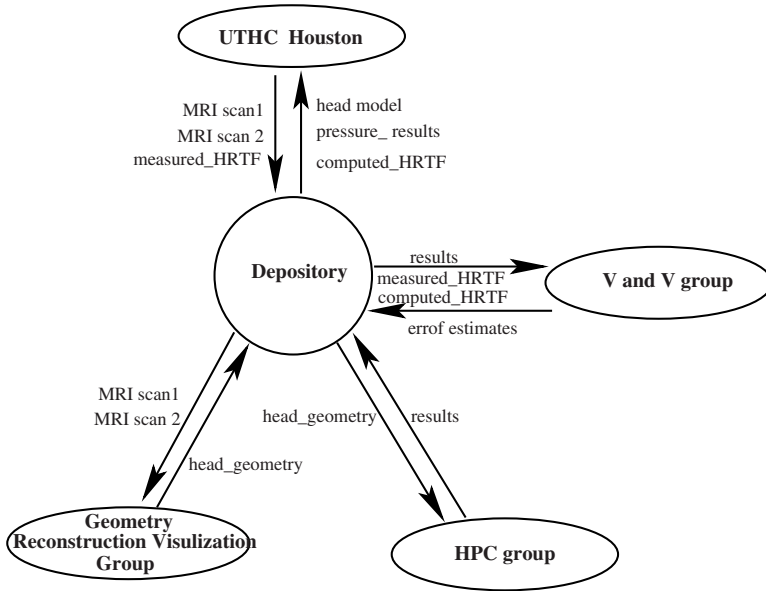 UTHC Houston
MRI scan1
MRI scan 2
measured_HRTF
head model
pressure_ results
computed_HRTF
Depository
results
measured_HRTF
computed_HRTF
errof estimates
V and V group
MRI scan1
MRI scan 2
head_geometry
head_geometry
results
Geometry
Reconstruction Visulization
Group
HPC group